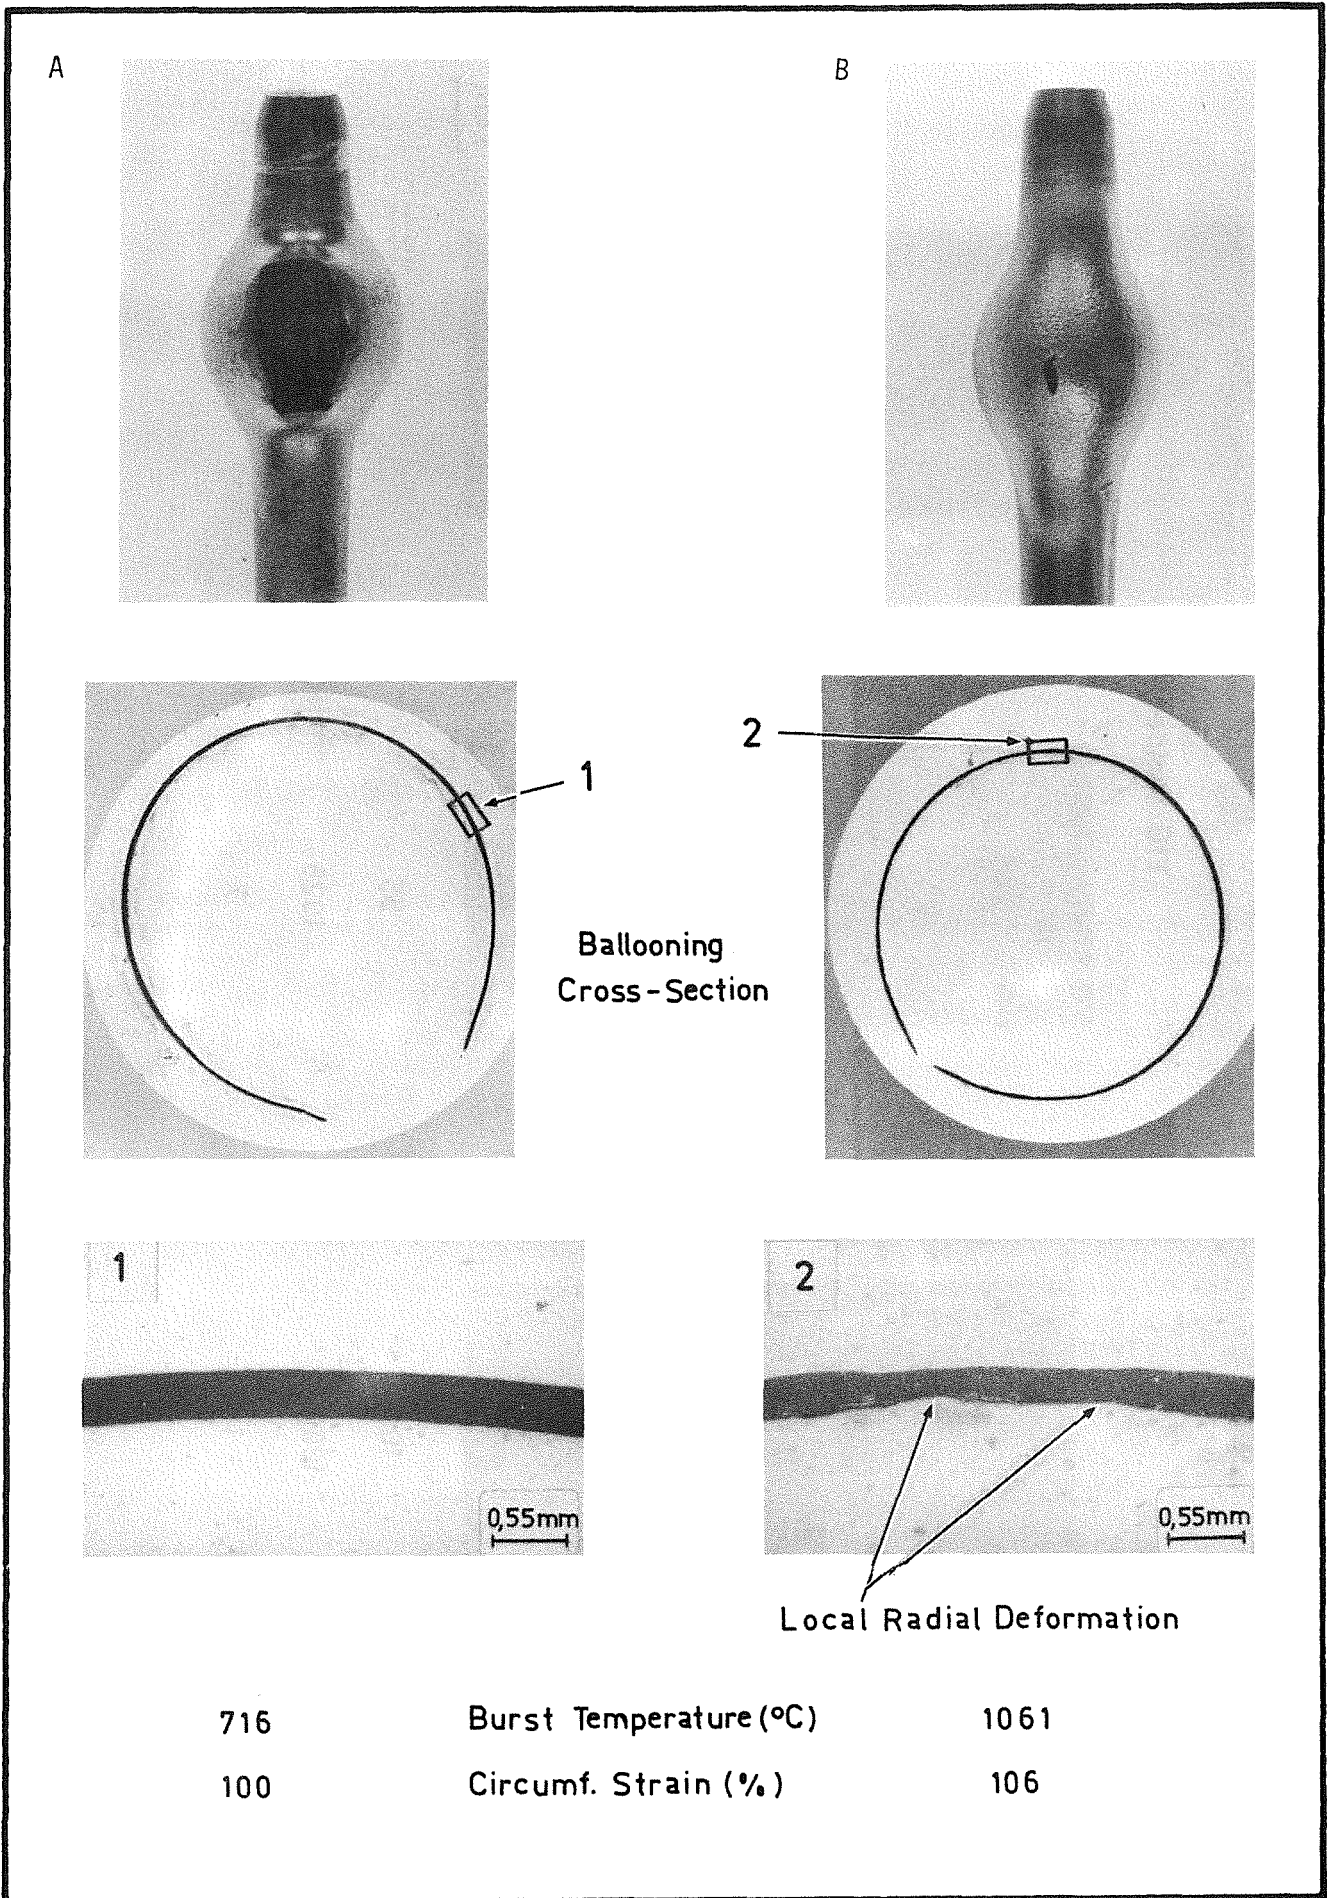 A
B
2
1
Ballooning
Cross-Section
1
2
0,55mm
0,55mm
Local Radial Deformation
716 Burst Temperature (°C) 1061
100 Circumf. Strain (%) 106